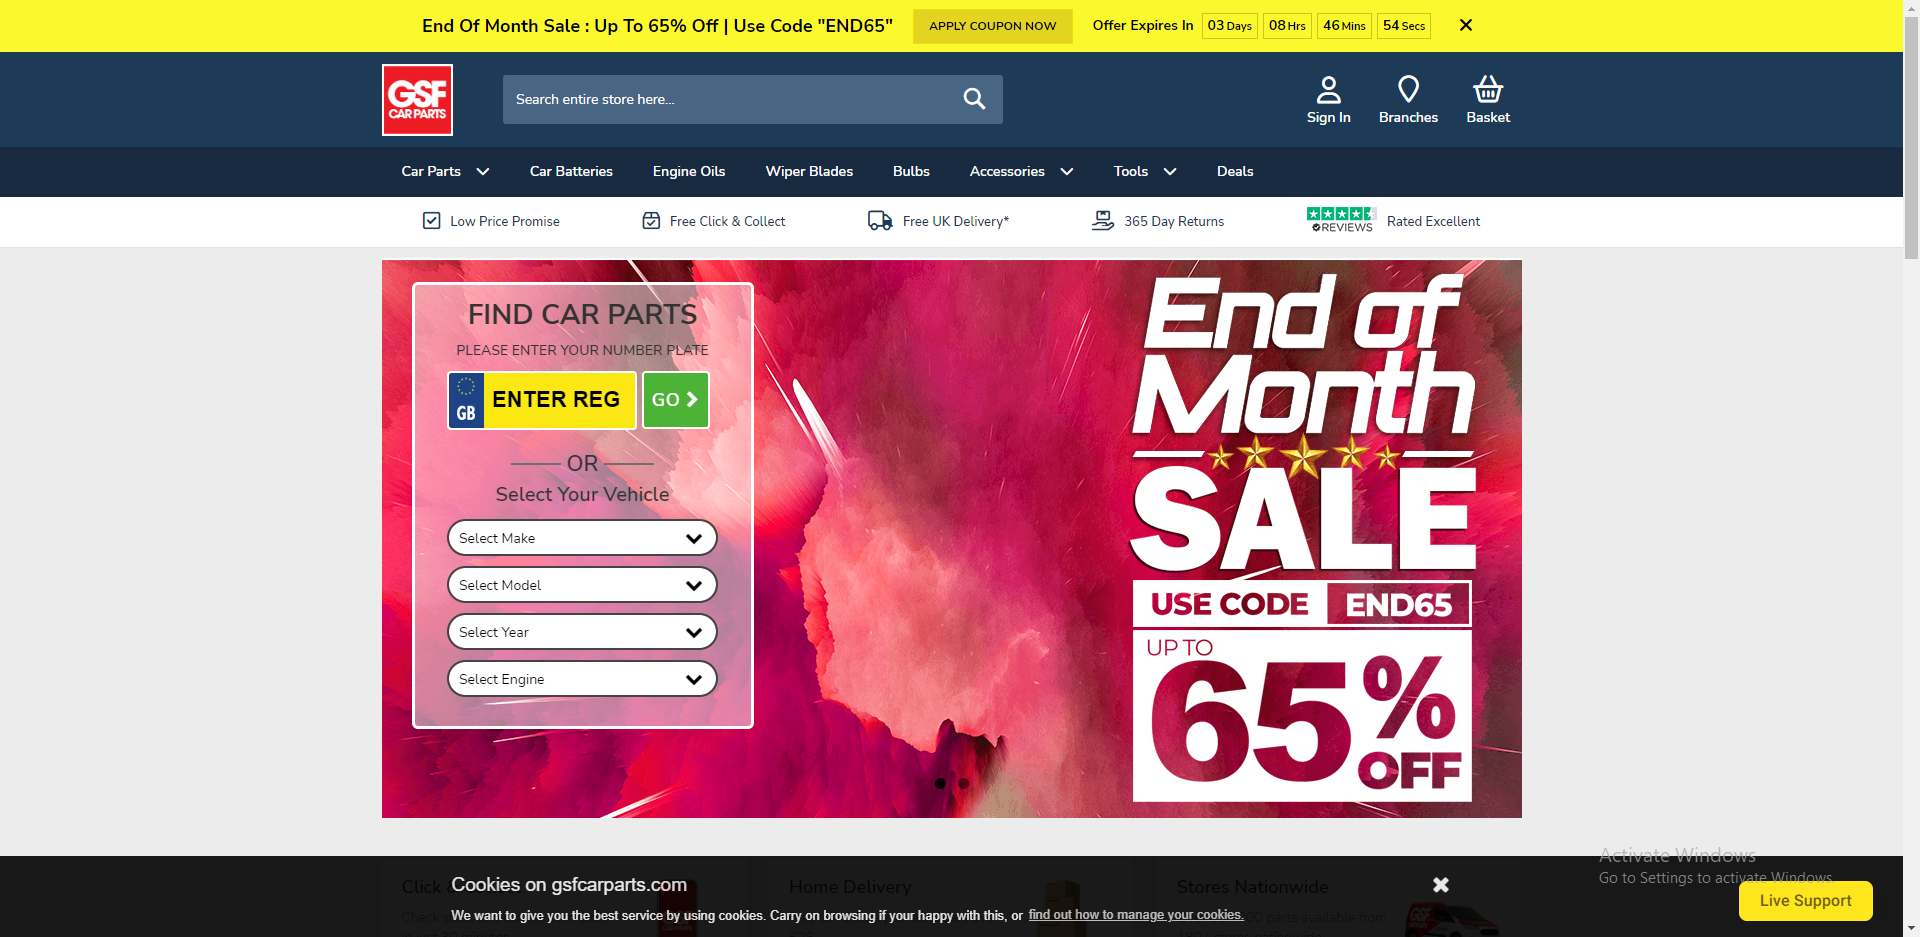 End Of Month Sale : Up To 65% Off | Use Code "END65"
APPLY COUPON NOW
Offer Expires In 03 Days 08 Hrs 46 Mins 54 Secs
GSF
CAR PARTS
Search entire store here...
Sign In
Branches
Basket
Car Parts
Car Batteries
Engine Oils
Wiper Blades
Bulbs
Accessories
Tools
Deals
Low Price Promise
Free Click & Collect
Free UK Delivery*
365 Day Returns
REVIEWS
Rated Excellent
FIND CAR PARTS
PLEASE ENTER YOUR NUMBER PLATE
GB
ENTER REG
GO
OR
Select Your Vehicle
Select Make
Select Model
Select Year
Select Engine
End of
Month
SALE
USE CODE END65
UP TO
65%
OFF
Click
Home Delivery
Stores Nationwide
Cookies on gsfcarparts.com
We want to give you the best service by using cookies. Carry on browsing if your happy with this, or find out how to manage your cookies.
parts available from
Activate Windows
Go to Settings to activate Windows.
Live Support